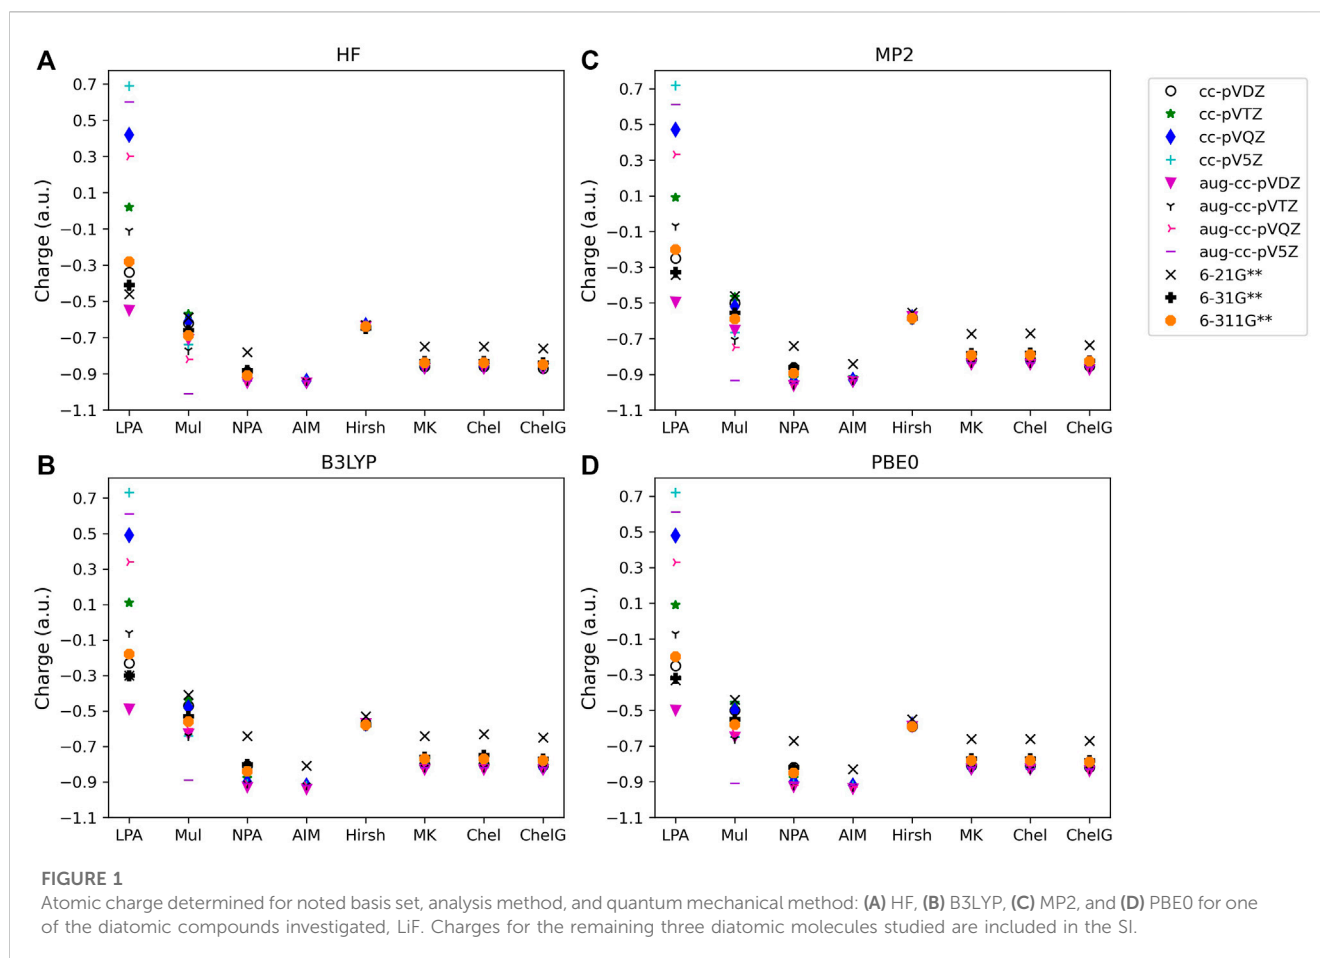 A
HF
Charge (a.u.)
0.7
0.5
0.3
0.1
−0.1
−0.3
−0.5
−0.7
−0.9
−1.1
LPA Mul NPA AIM Hirsh MK Chel ChelG
C
MP2
Charge (a.u.)
0.7
0.5
0.3
0.1
−0.1
−0.3
−0.5
−0.7
−0.9
−1.1
LPA Mul NPA AIM Hirsh MK Chel ChelG
cc-pVDZ
cc-pVTZ
cc-pVQZ
cc-pV5Z
aug-cc-pVDZ
aug-cc-pVTZ
aug-cc-pVQZ
aug-cc-pV5Z
6-21G**
6-31G**
6-311G**
B
B3LYP
Charge (a.u.)
0.7
0.5
0.3
0.1
−0.1
−0.3
−0.5
−0.7
−0.9
−1.1
LPA Mul NPA AIM Hirsh MK Chel ChelG
D
PBE0
Charge (a.u.)
0.7
0.5
0.3
0.1
−0.1
−0.3
−0.5
−0.7
−0.9
−1.1
LPA Mul NPA AIM Hirsh MK Chel ChelG
FIGURE 1
Atomic charge determined for noted basis set, analysis method, and quantum mechanical method: (A) HF, (B) B3LYP, (C) MP2, and (D) PBE0 for one
of the diatomic compounds investigated, LiF. Charges for the remaining three diatomic molecules studied are included in the SI.